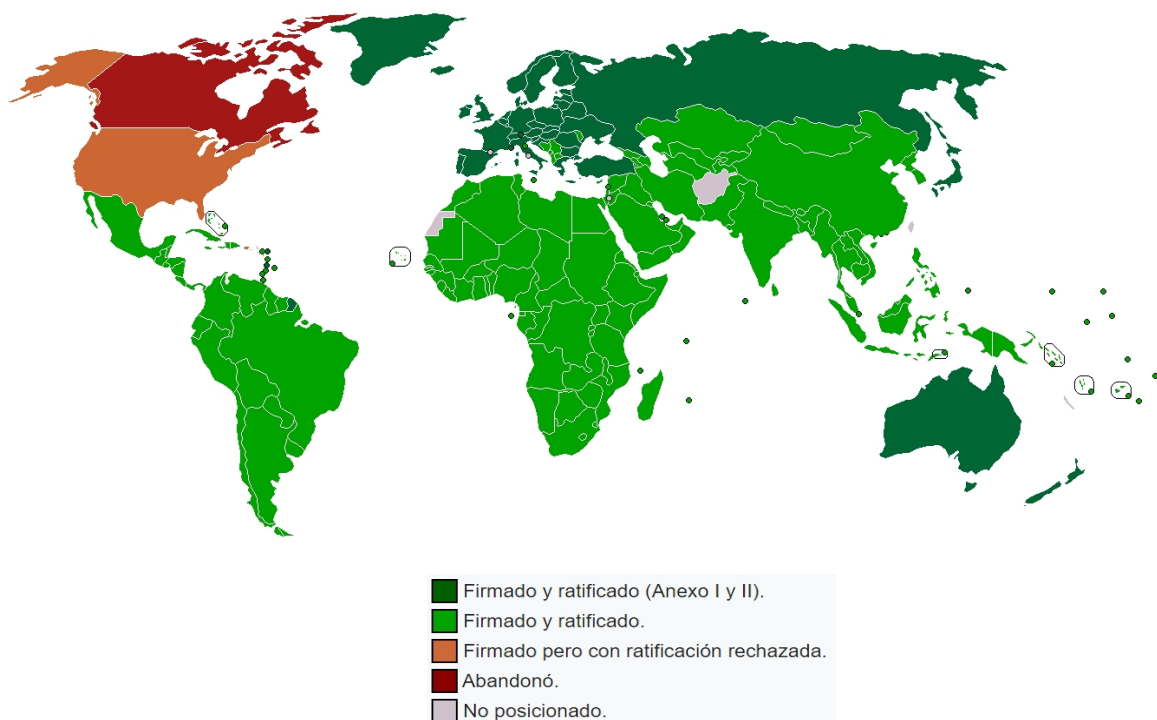 Firmado y ratificado (Anexo I y II).
Firmado y ratificado.
Firmado pero con ratificación rechazada.
Abandonó.
No posicionado.